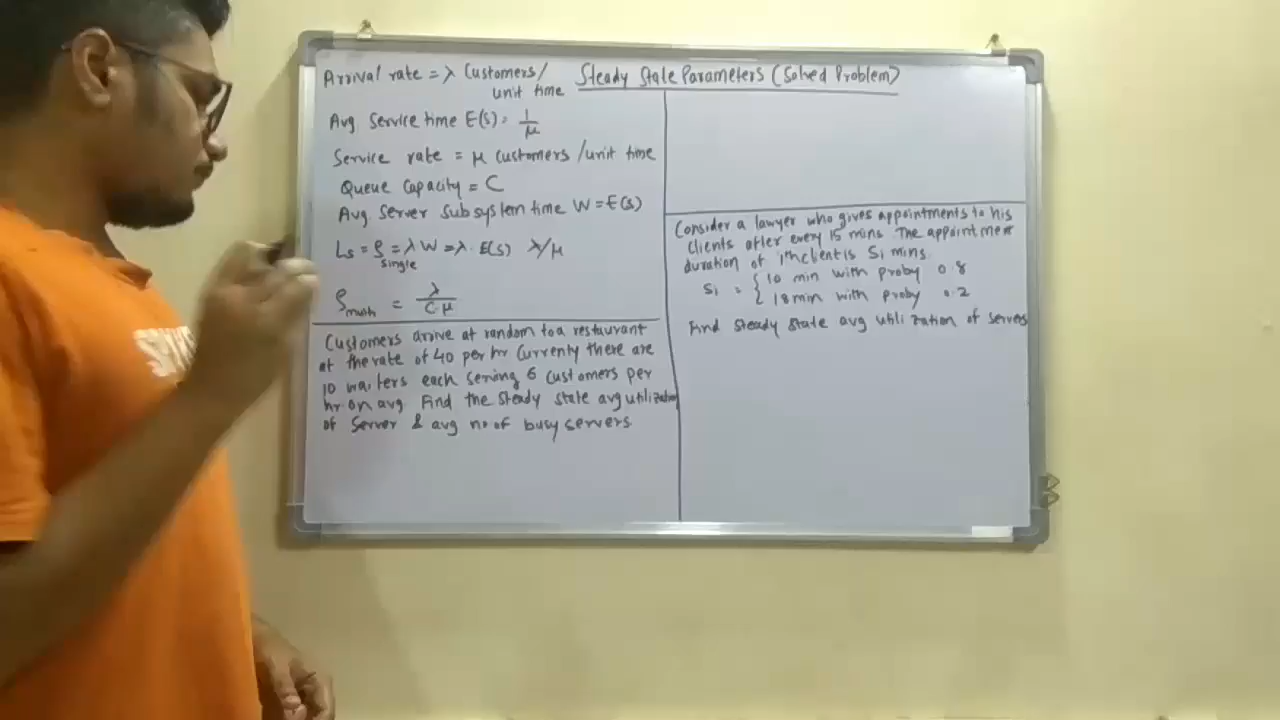 Steady State Parameters (Solved Problem)
Arrival rate = λ Customers/
unit time
Avg Service time E(S) = 1/μ
Service rate = μ customers /unit time
Queue Capacity = C
Avg Server Subsystem time W = E(S)
Ls = ρ = λ W = λ. E(S) λ/μ
single
ρ multi = λ / C.μ
Customers arrive at random to a restaurant
at the rate of 40 per hr Currenty there are
10 waiters each serving 6 customers per
hr on avg. Find the steady state avg utilization
of Server & avg no of busy servers
Consider a lawyer who gives appointments to his
clients after every 15 mins. The appointment
duration of ith client is Si mins
Si = { 10 min with proby 0.8
{ 18 min with proby 0.2
Find steady state avg utilization of servers